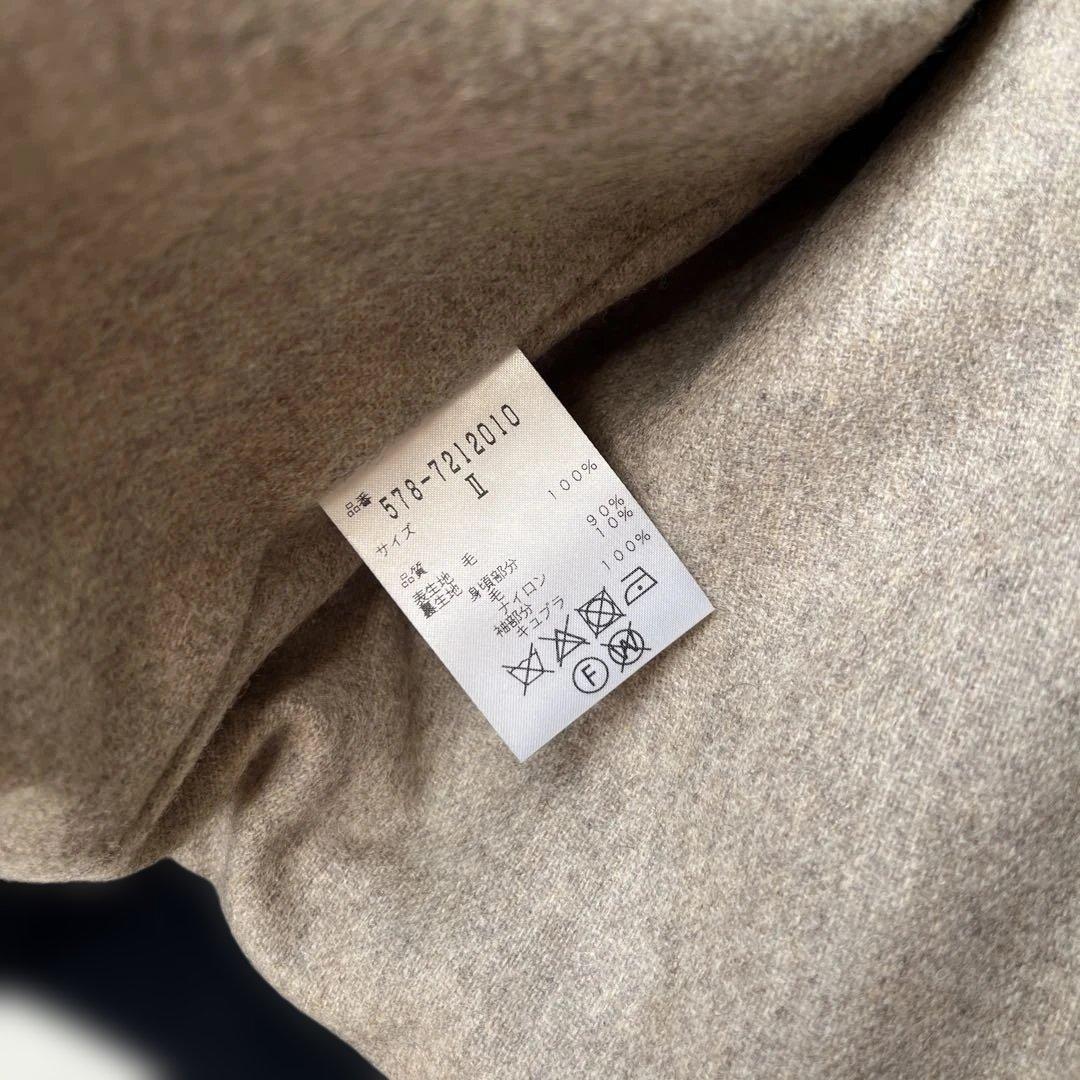 品番 578-7212010
サイズ Ⅱ
品質
表生地 毛 100%
裏生地 身頃部分
毛 90%
ナイロン 10%
袖部分
キュプラ 100%
F W